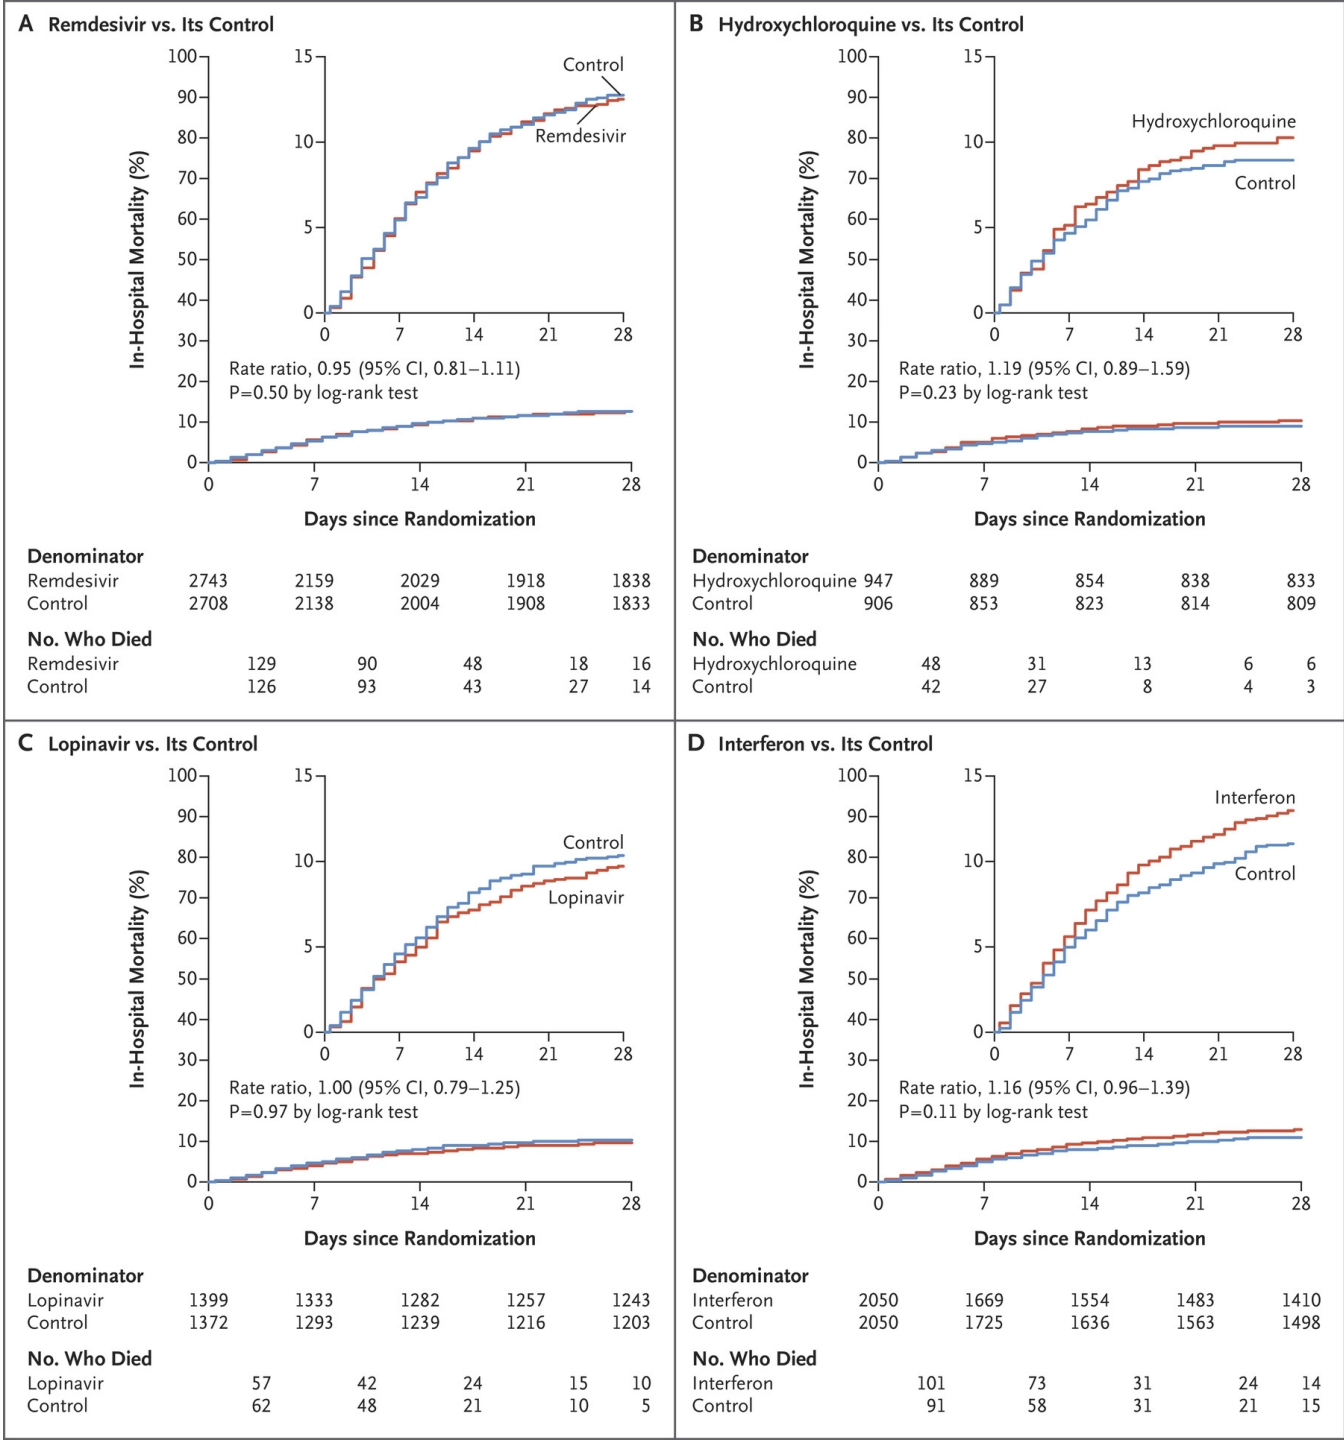 A Remdesivir vs. Its Control
In-Hospital Mortality (%)
100
90
80
70
60
50
40
30
20
10
0
15
10
5
0
Control
Remdesivir
0 7 14 21 28
Rate ratio, 0.95 (95% CI, 0.81–1.11)
P=0.50 by log-rank test
0 7 14 21 28
Days since Randomization
Denominator
Remdesivir 2743 2159 2029 1918 1838
Control 2708 2138 2004 1908 1833
No. Who Died
Remdesivir 129 90 48 18 16
Control 126 93 43 27 14
B Hydroxychloroquine vs. Its Control
In-Hospital Mortality (%)
100
90
80
70
60
50
40
30
20
10
0
15
10
5
0
Hydroxychloroquine
Control
0 7 14 21 28
Rate ratio, 1.19 (95% CI, 0.89–1.59)
P=0.23 by log-rank test
0 7 14 21 28
Days since Randomization
Denominator
Hydroxychloroquine 947 889 854 838 833
Control 906 853 823 814 809
No. Who Died
Hydroxychloroquine 48 31 13 6 6
Control 42 27 8 4 3
C Lopinavir vs. Its Control
In-Hospital Mortality (%)
100
90
80
70
60
50
40
30
20
10
0
15
10
5
0
Control
Lopinavir
0 7 14 21 28
Rate ratio, 1.00 (95% CI, 0.79–1.25)
P=0.97 by log-rank test
0 7 14 21 28
Days since Randomization
Denominator
Lopinavir 1399 1333 1282 1257 1243
Control 1372 1293 1239 1216 1203
No. Who Died
Lopinavir 57 42 24 15 10
Control 62 48 21 10 5
D Interferon vs. Its Control
In-Hospital Mortality (%)
100
90
80
70
60
50
40
30
20
10
0
15
10
5
0
Interferon
Control
0 7 14 21 28
Rate ratio, 1.16 (95% CI, 0.96–1.39)
P=0.11 by log-rank test
0 7 14 21 28
Days since Randomization
Denominator
Interferon 2050 1669 1554 1483 1410
Control 2050 1725 1636 1563 1498
No. Who Died
Interferon 101 73 31 24 14
Control 91 58 31 21 15